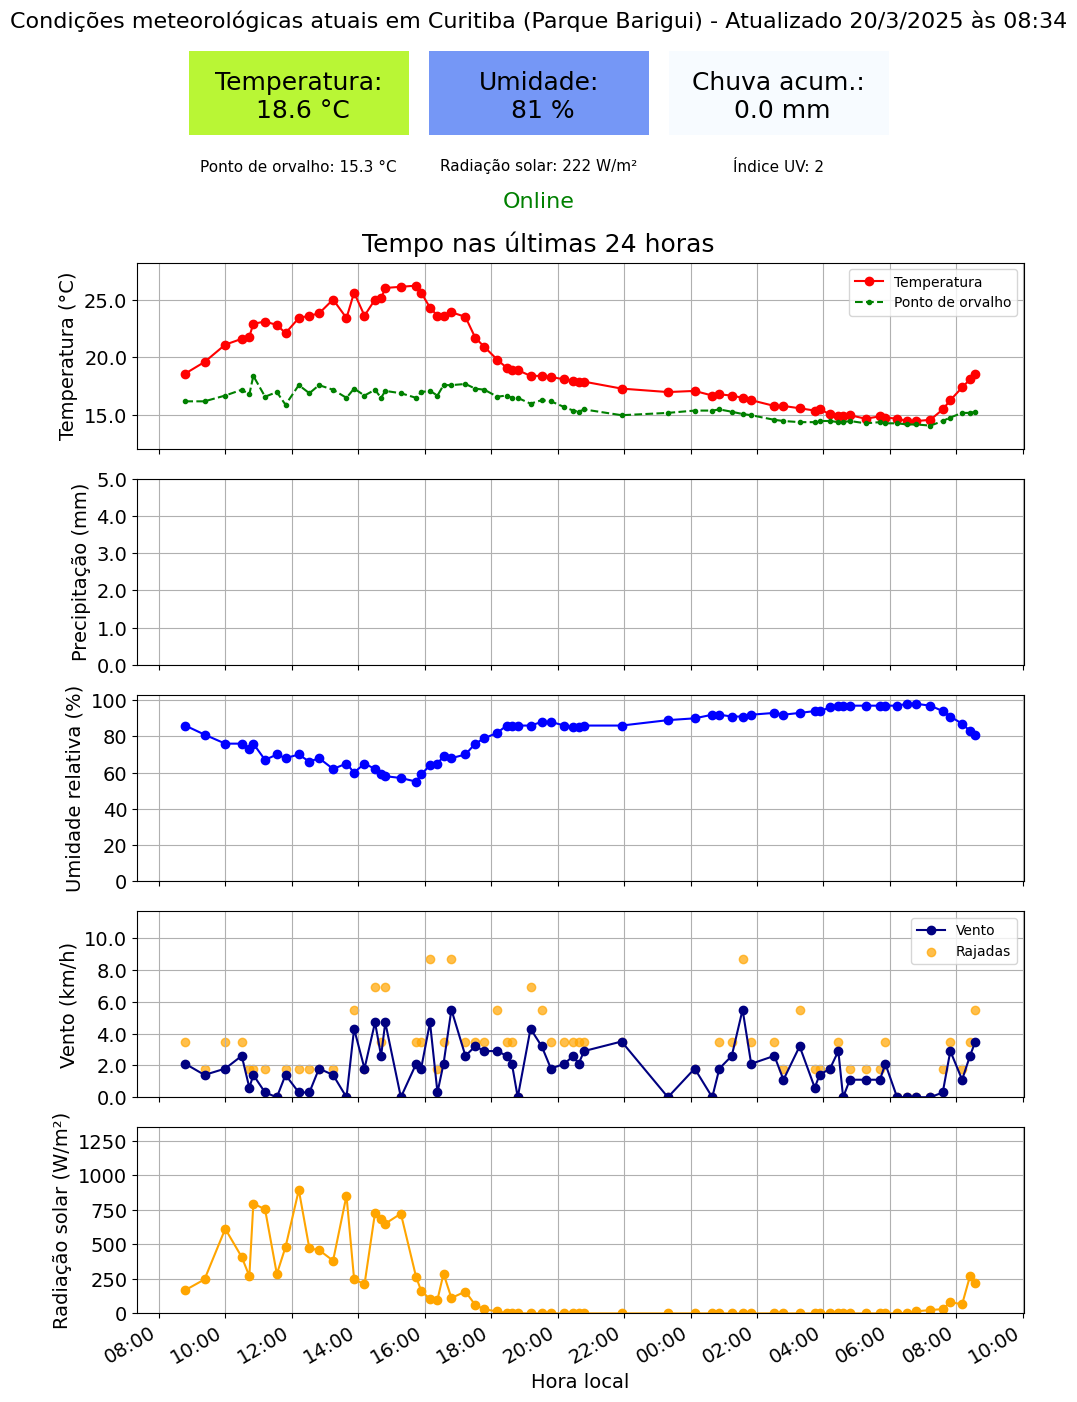 Condições meteorológicas atuais em Curitiba (Parque Barigui) - Atualizado 20/3/2025 às 08:34
Temperatura:
18.6 °C
Umidade:
81 %
Chuva acum.:
0.0 mm
Ponto de orvalho: 15.3 °C
Radiação solar: 222 W/m²
Índice UV: 2
Online
Tempo nas últimas 24 horas
Temperatura (°C)
25.0
20.0
15.0
Temperatura
Ponto de orvalho
Precipitação (mm)
5.0
4.0
3.0
2.0
1.0
0.0
Umidade relativa (%)
100
80
60
40
20
0
Vento (km/h)
10.0
8.0
6.0
4.0
2.0
0.0
Vento
Rajadas
Radiação solar (W/m²)
1250
1000
750
500
250
0
08:00
10:00
12:00
14:00
16:00
18:00
20:00
22:00
00:00
02:00
04:00
06:00
08:00
10:00
Hora local